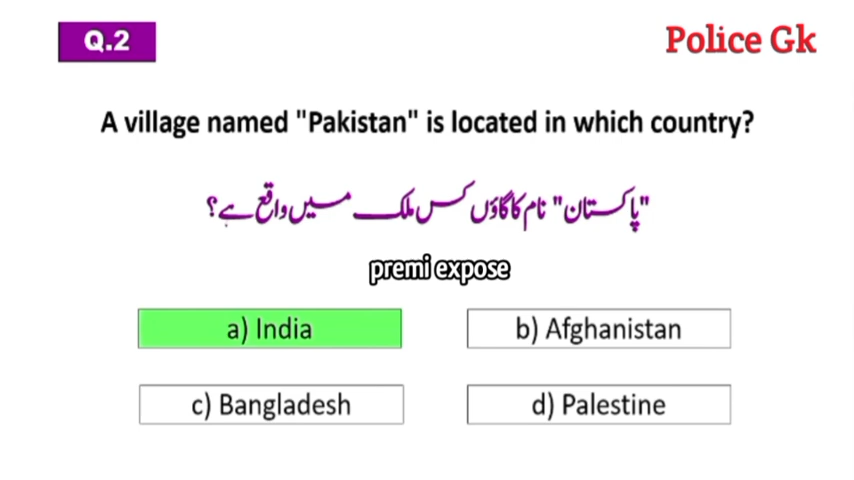 Q.2
Police Gk
A village named "Pakistan" is located in which country?
"پاکستان" نام کا گاؤں کس ملک میں واقع ہے؟
premi expose
a) India
b) Afghanistan
c) Bangladesh
d) Palestine